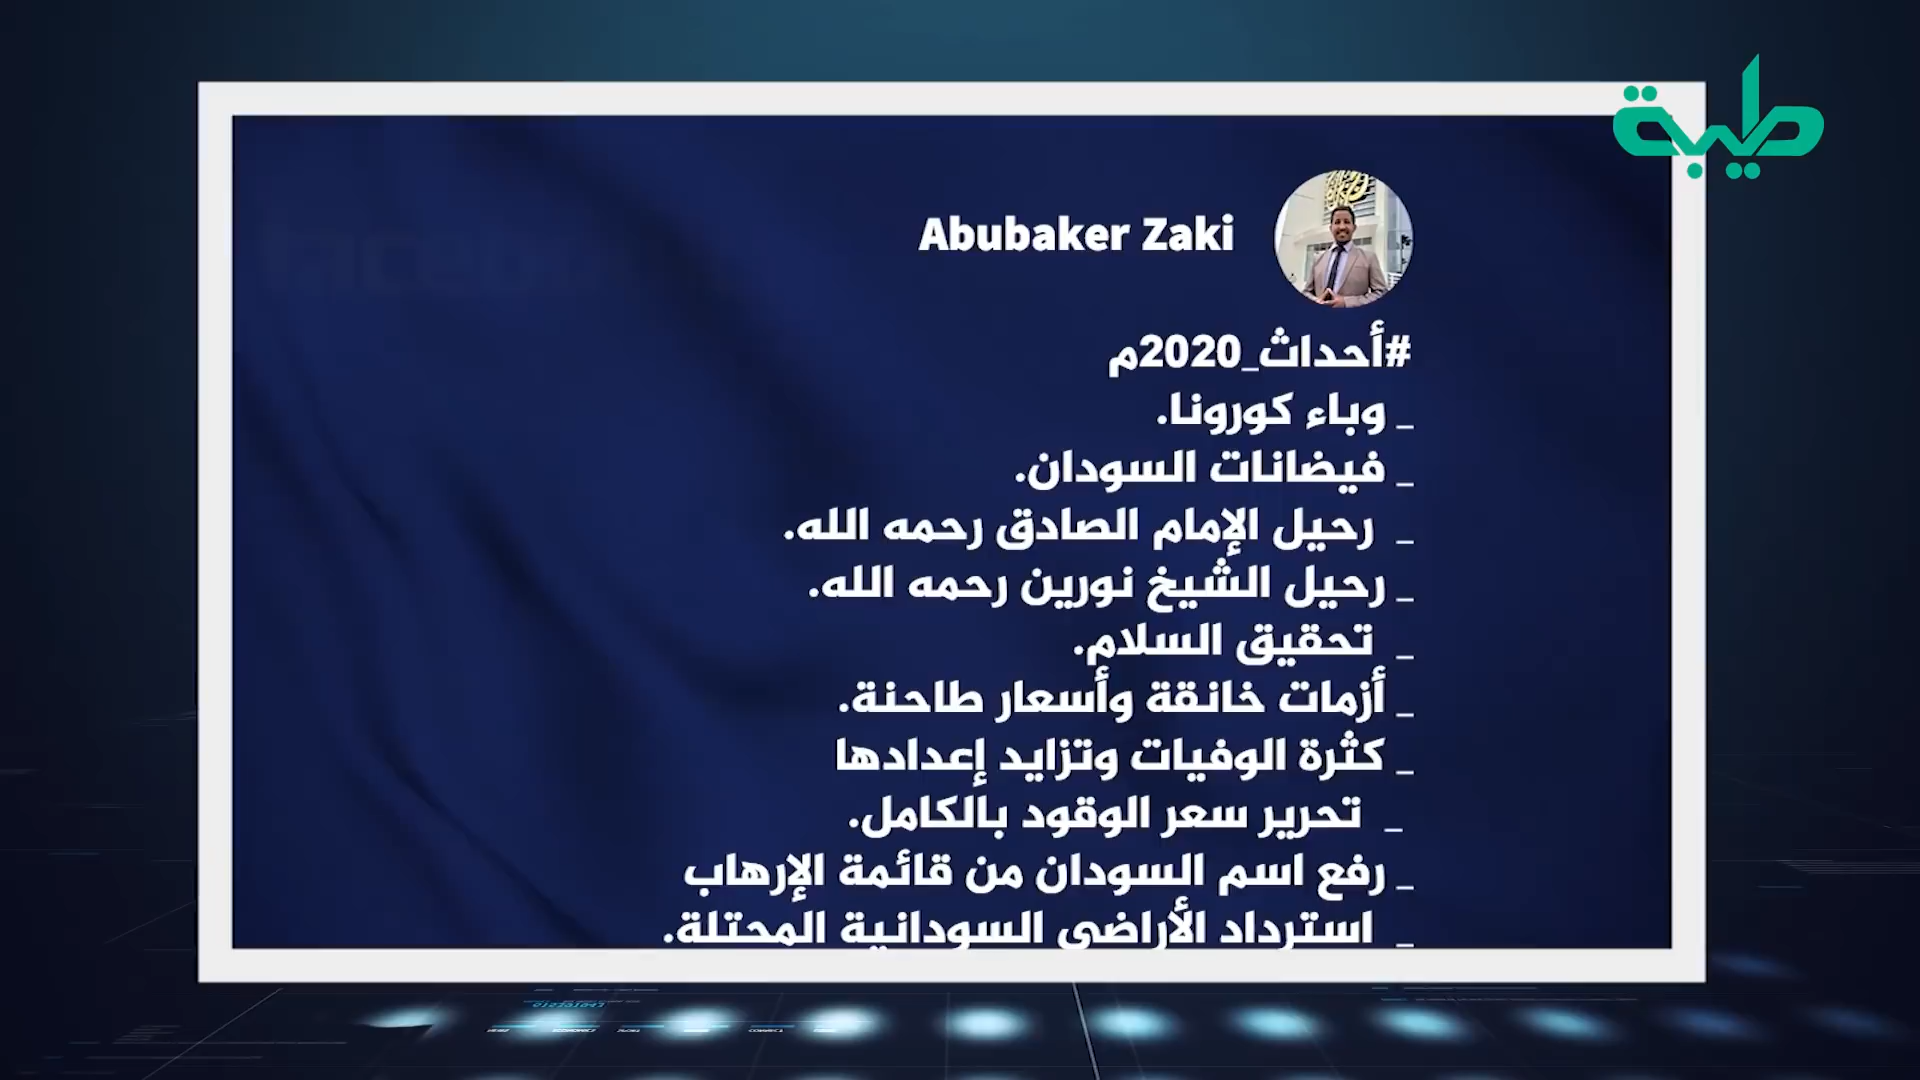 طيبة
Abubaker Zaki
#أحداث_2020م
_ وباء كورونا.
_ فيضانات السودان.
_ رحيل الإمام الصادق رحمه الله.
_ رحيل الشيخ نورين رحمه الله.
_ تحقيق السلام.
_ أزمات خانقة وأسعار طاحنة.
_ كثرة الوفيات وتزايد إعدادها
_ تحرير سعر الوقود بالكامل.
_ رفع اسم السودان من قائمة الإرهاب
_ استرداد الأراضي السودانية المحتلة.